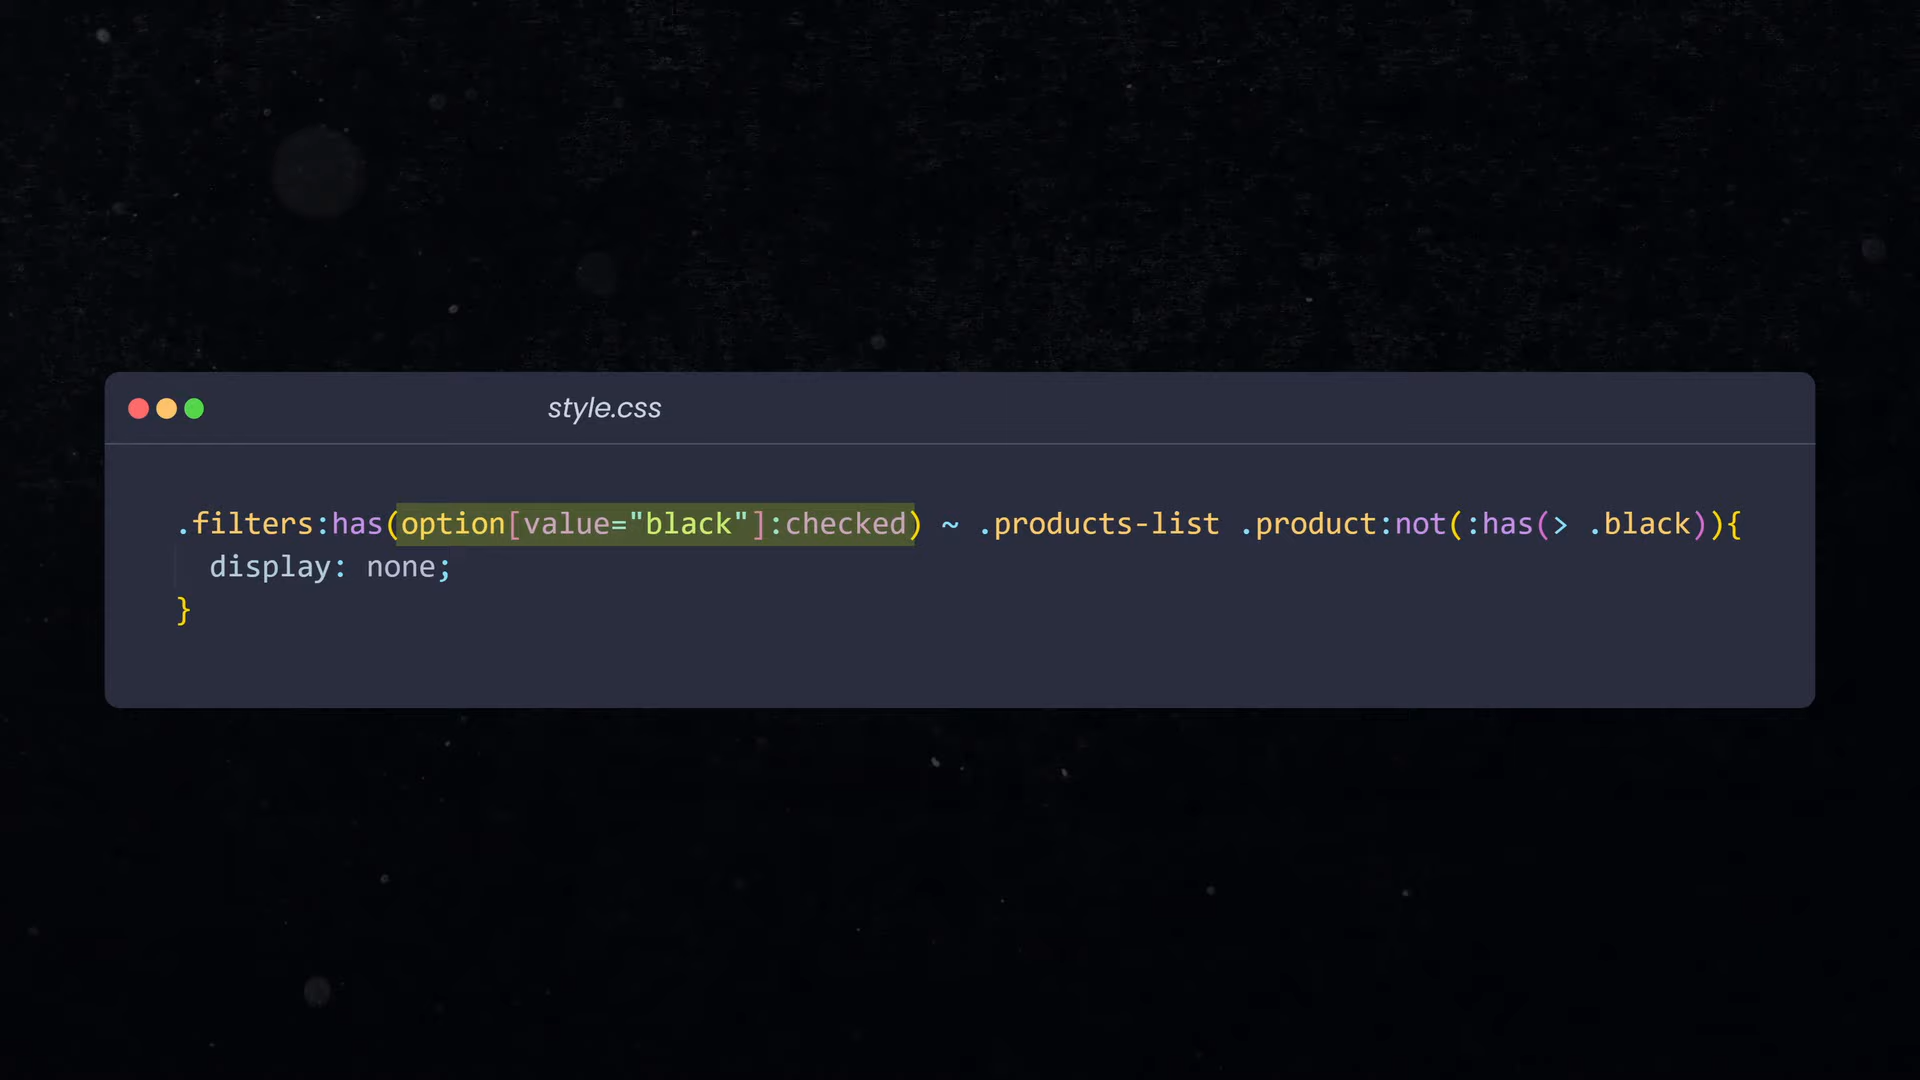 style.css
.filters:has(option[value="black"]:checked) ~ .products-list .product:not(:has(> .black)){
display: none;
}